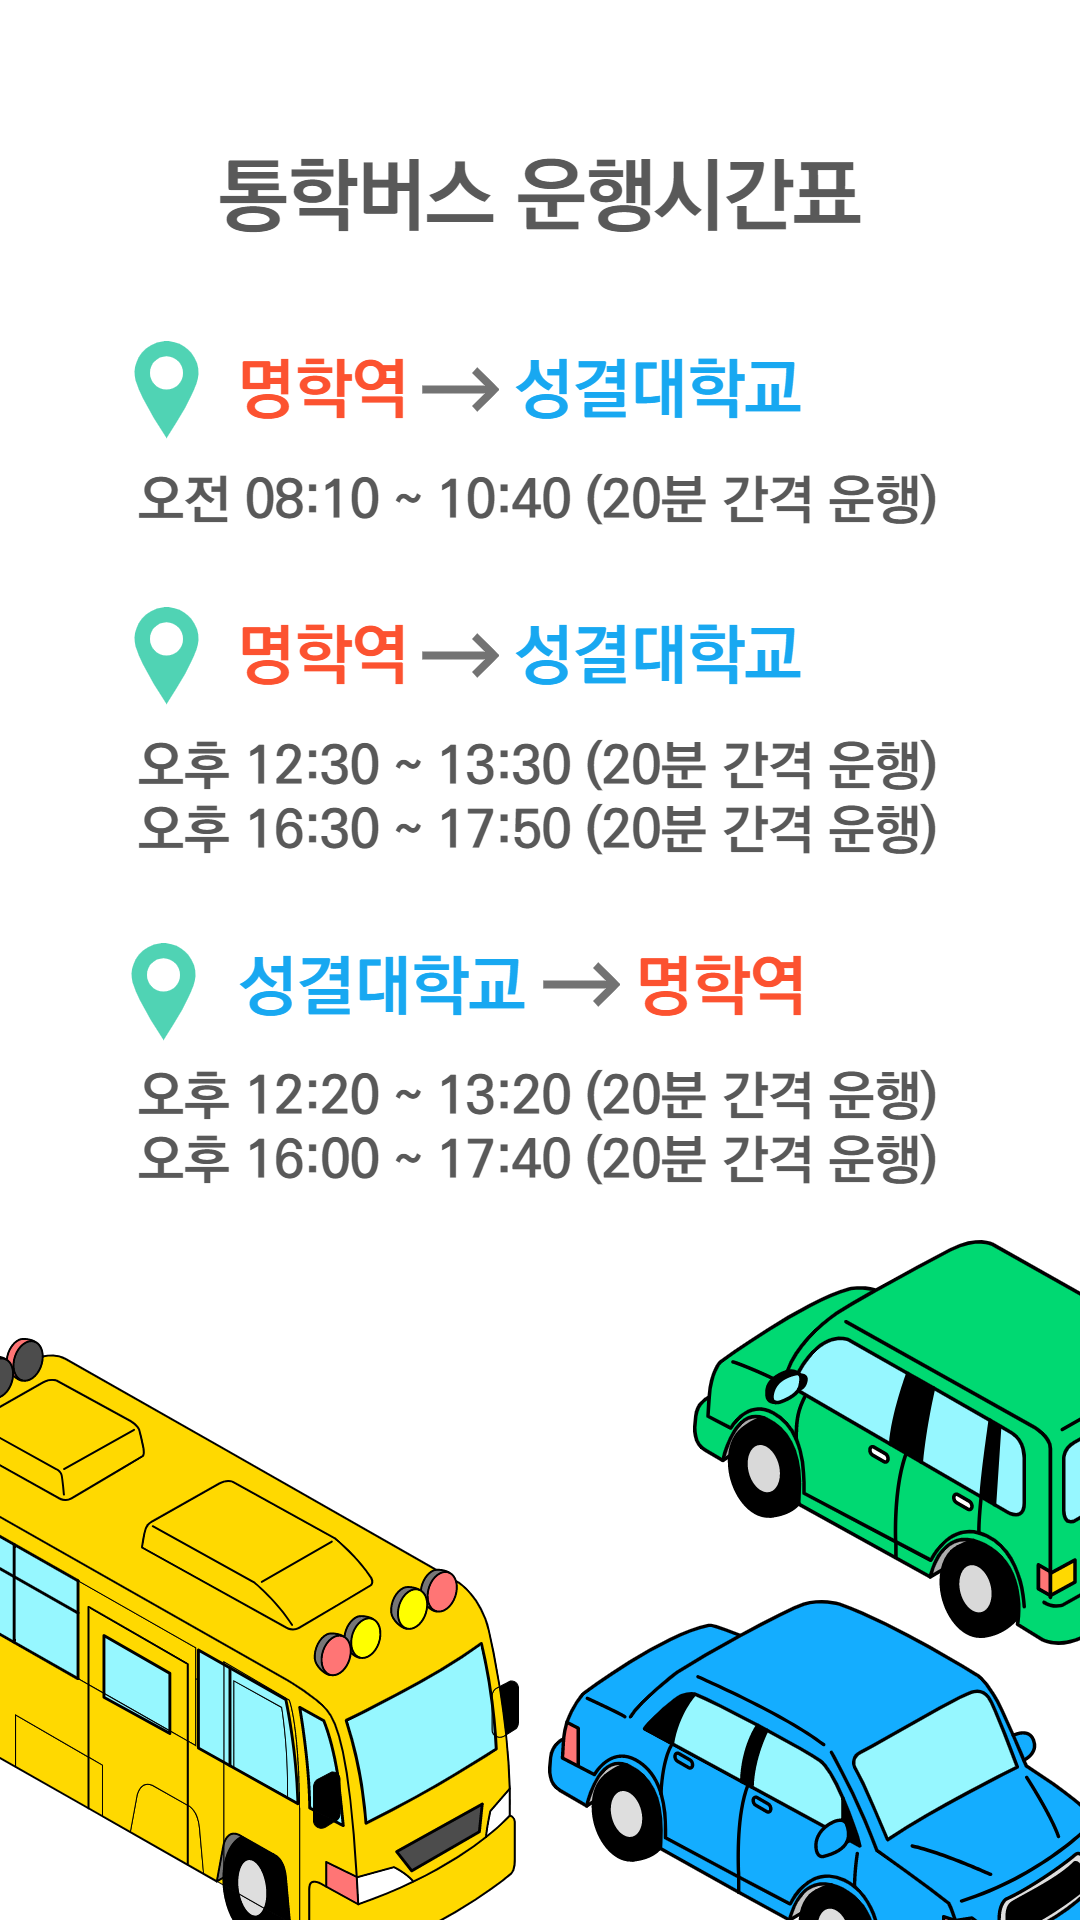 통학버스 운행시간표
명학역 → 성결대학교
오전 08:10 ~ 10:40 (20분 간격 운행)
명학역 → 성결대학교
오후 12:30 ~ 13:30 (20분 간격 운행)
오후 16:30 ~ 17:50 (20분 간격 운행)
성결대학교 → 명학역
오후 12:20 ~ 13:20 (20분 간격 운행)
오후 16:00 ~ 17:40 (20분 간격 운행)